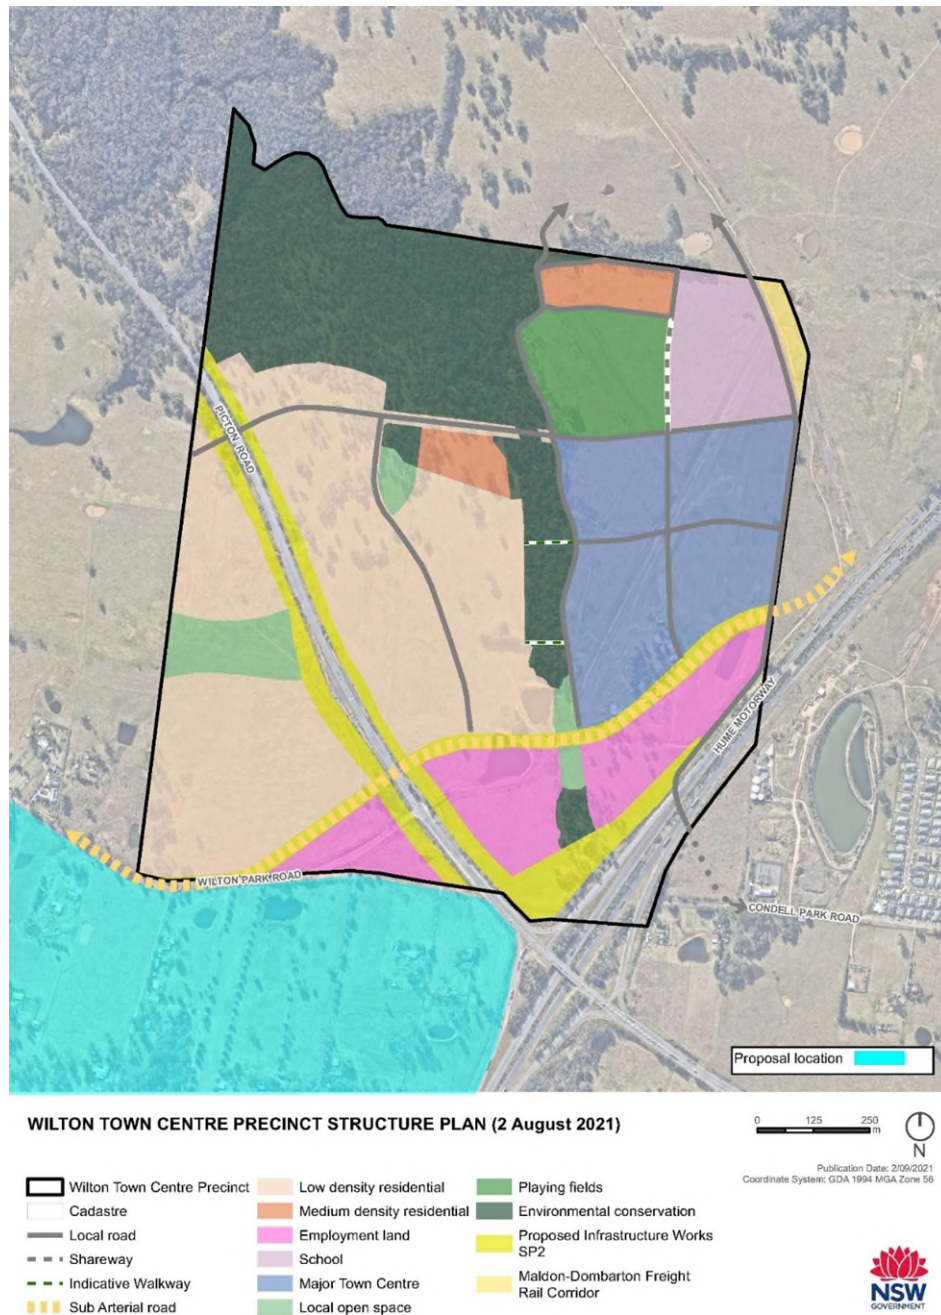 PICTON ROAD
HUME MOTORWAY
WILTON PARK ROAD
CONDELL PARK ROAD
Proposal location
WILTON TOWN CENTRE PRECINCT STRUCTURE PLAN (2 August 2021)
0 125 250
m
N
Publication Date: 2/09/2021
Coordinate System: GDA 1994 MGA Zone 56
Wilton Town Centre Precinct
Cadastre
Local road
Shareway
Indicative Walkway
Sub Arterial road
Low density residential
Medium density residential
Employment land
School
Major Town Centre
Local open space
Playing fields
Environmental conservation
Proposed Infrastructure Works
SP2
Maldon-Dombarton Freight
Rail Corridor
NSW
GOVERNMENT